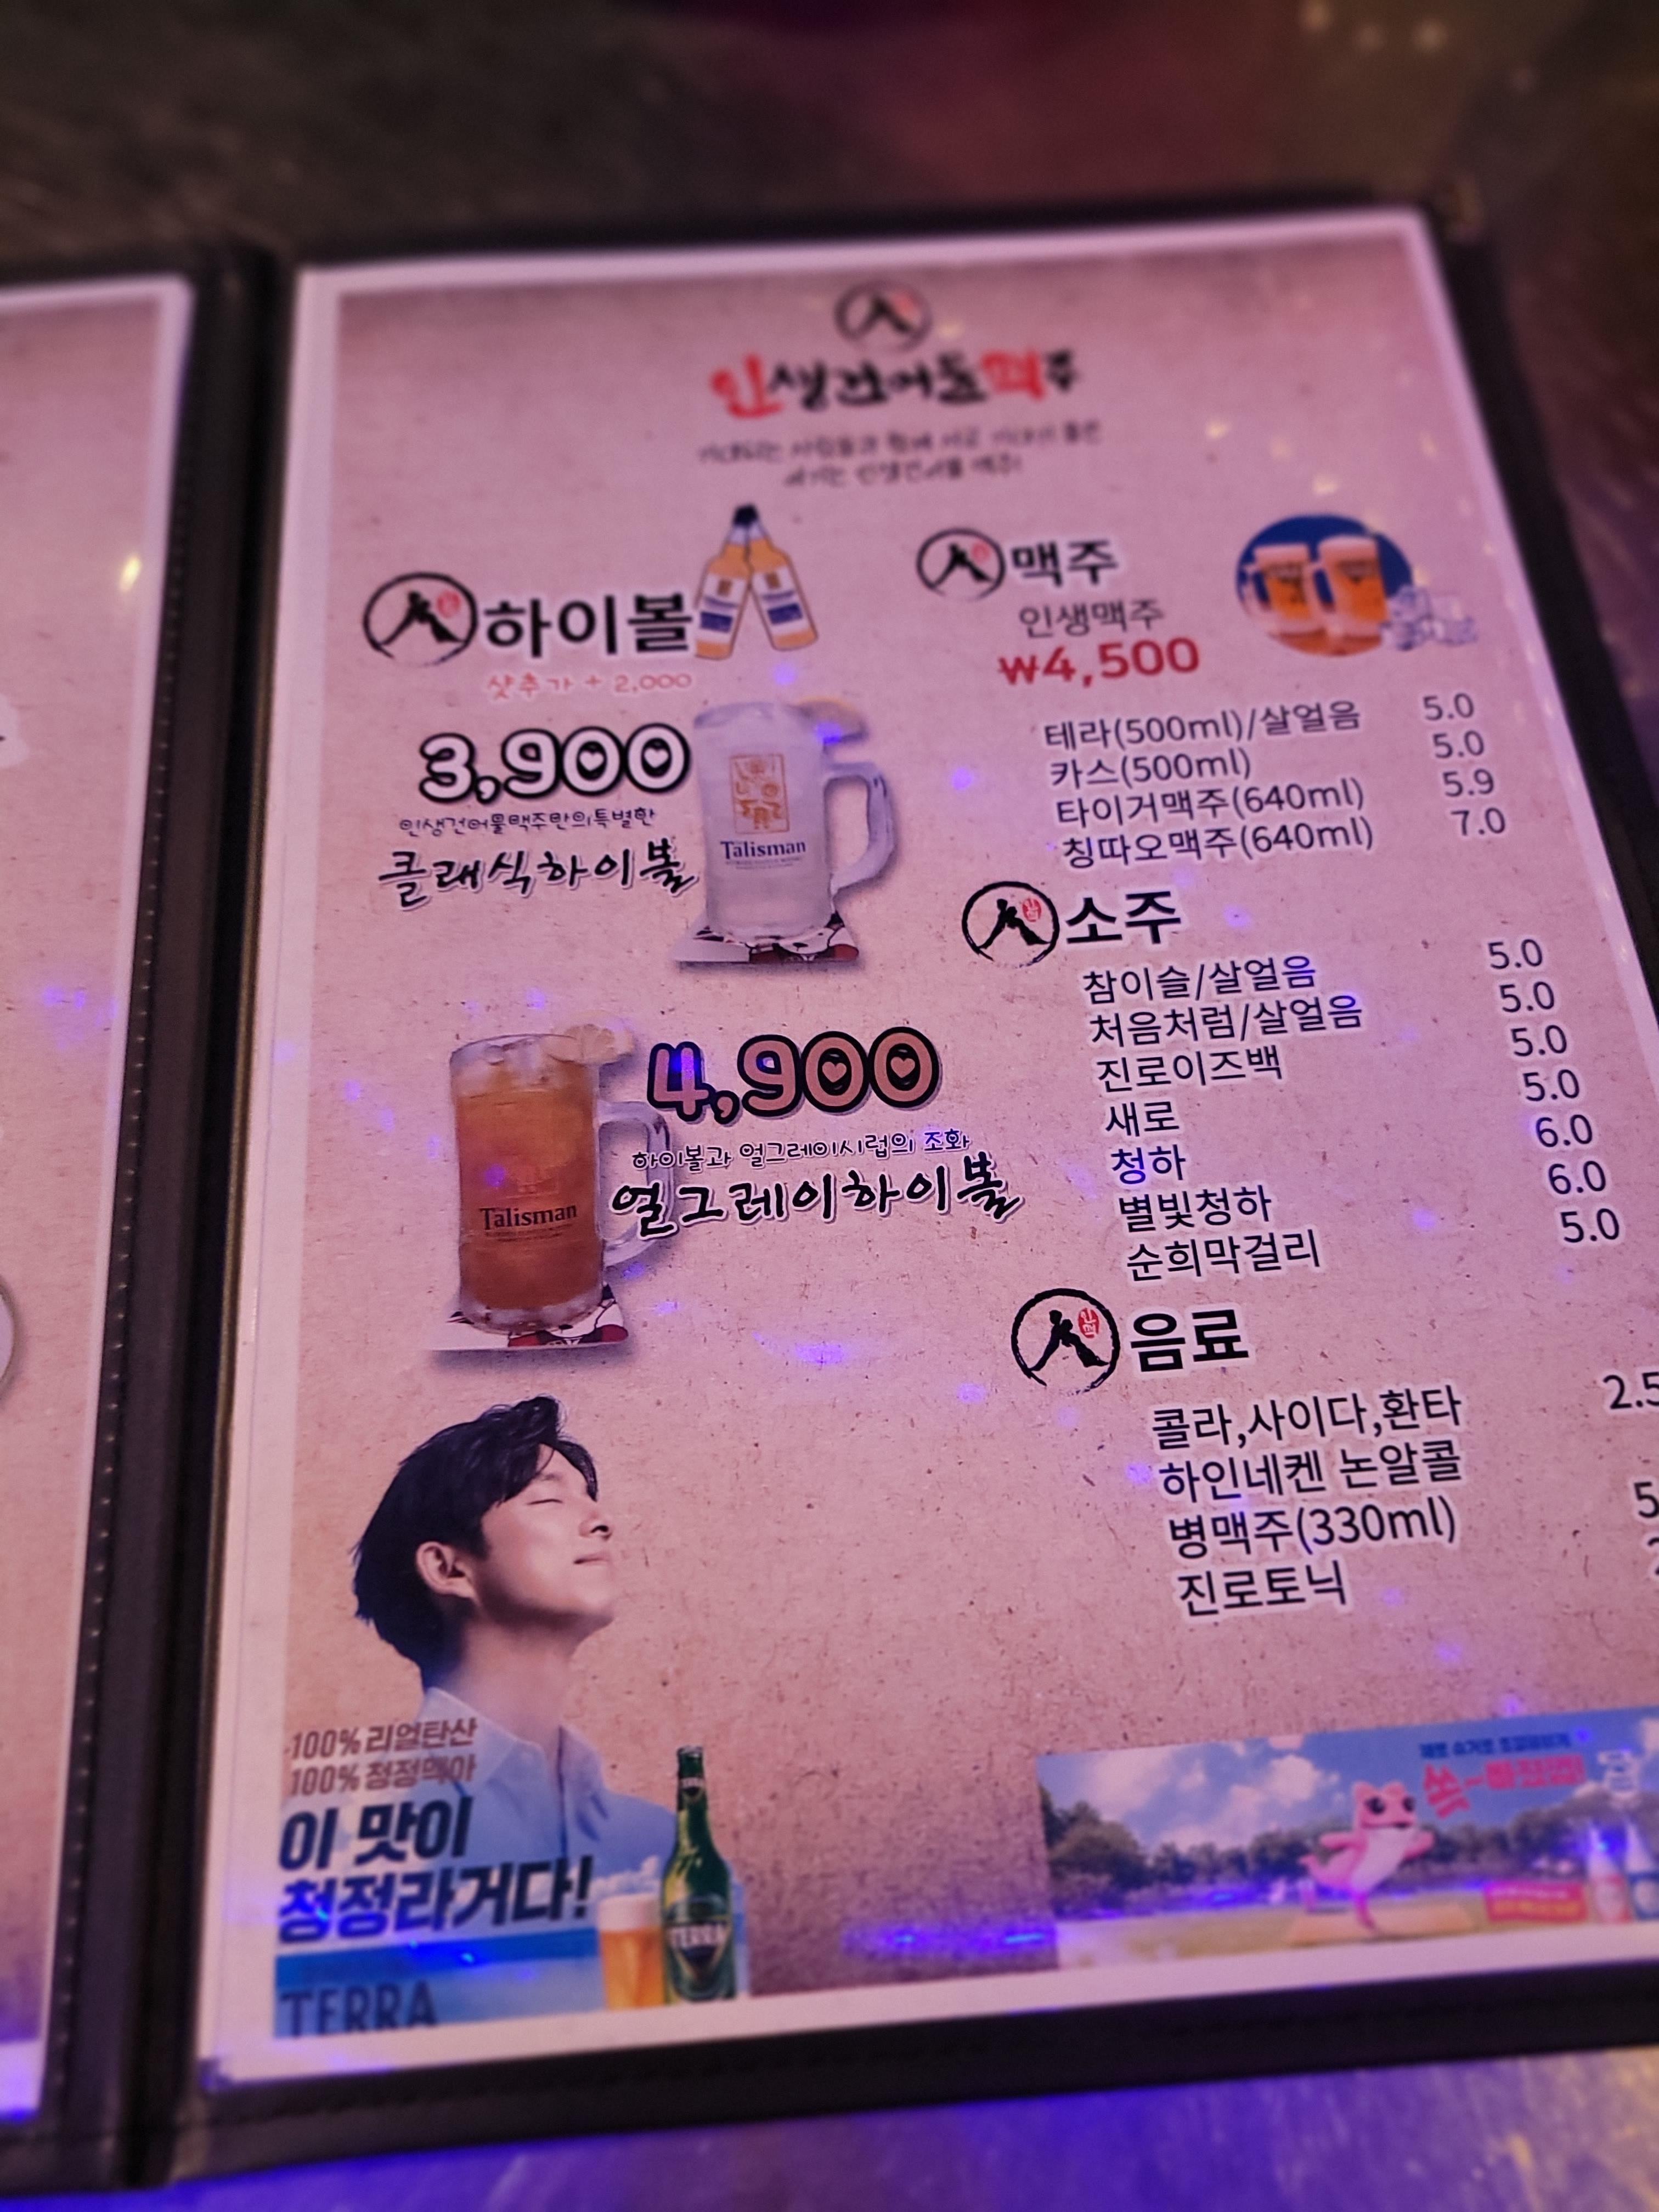 인생건어물맥주
하이볼
샷추가 + 2,000
3,900
인생건어물맥주만의특별한
클래식하이볼
Talisman
4,900
하이볼과 얼그레이시럽의 조화
얼그레이하이볼
Talisman
맥주
인생맥주
₩4,500
테라(500ml)/살얼음 5.0
카스(500ml) 5.0
타이거맥주(640ml) 5.9
칭따오맥주(640ml) 7.0
소주
참이슬/살얼음 5.0
처음처럼/살얼음 5.0
진로이즈백 5.0
새로 5.0
청하 6.0
별빛청하 6.0
순희막걸리 5.0
음료
콜라,사이다,환타 2.5
하인네켄 논알콜
병맥주(330ml) 5
진로토닉
100% 리얼탄산
100% 청정맥아
이 맛이
청정라거다!
TERRA
TERRA